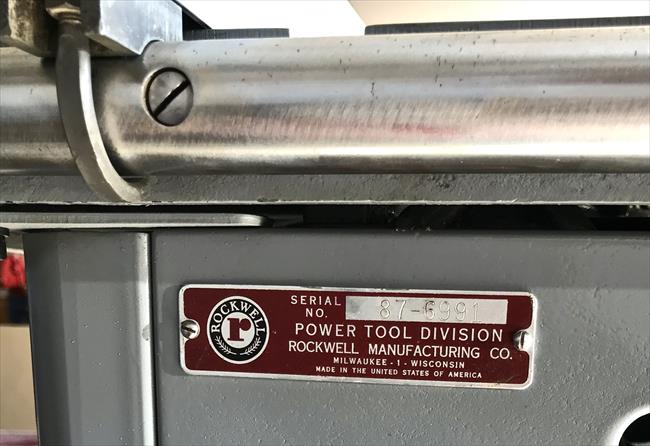 ROCKWELL
r
SERIAL
NO. 87-6991
POWER TOOL DIVISION
ROCKWELL MANUFACTURING CO.
MILWAUKEE - 1 - WISCONSIN
MADE IN THE UNITED STATES OF AMERICA